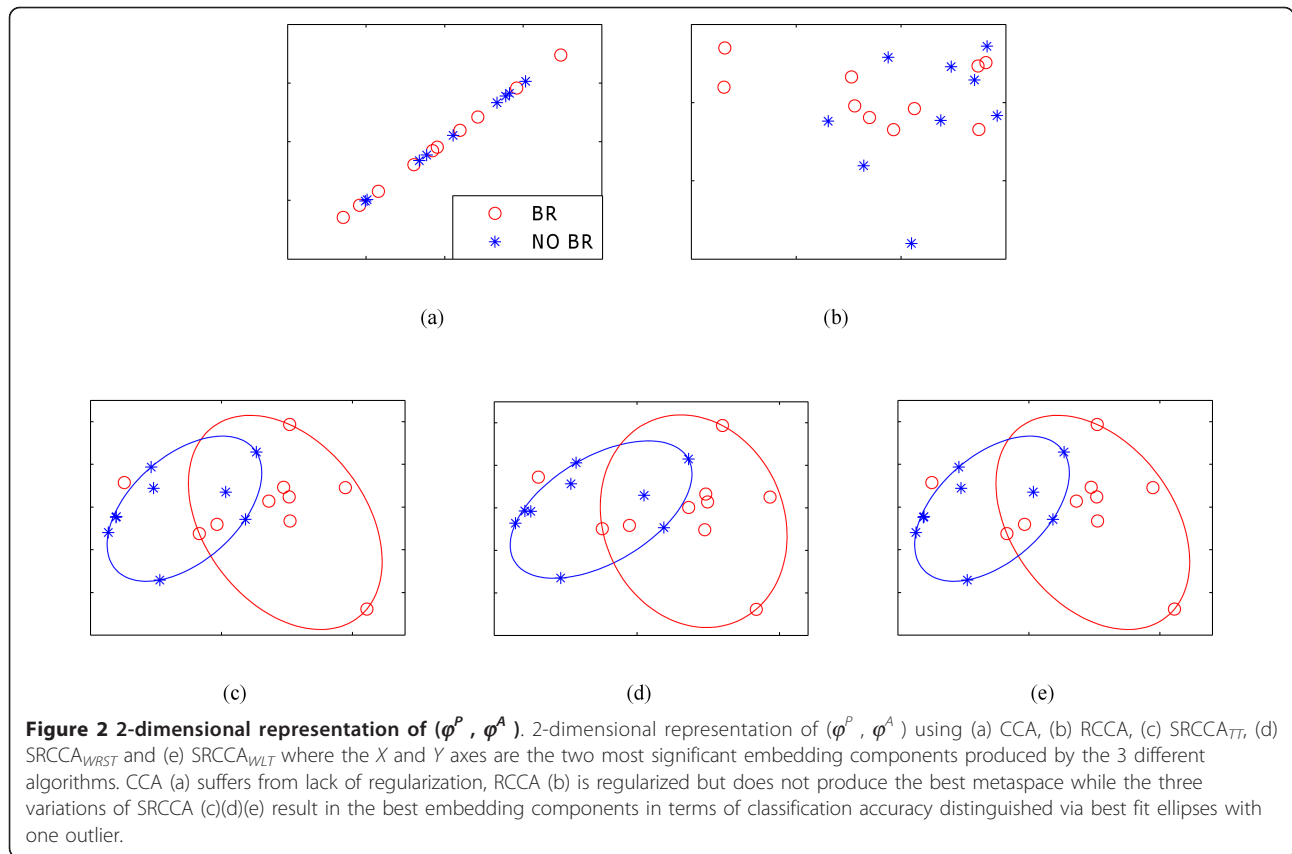 BR
NO BR
(a)
(b)
(c)
(d)
(e)
Figure 2 2-dimensional representation of (φᴾ , φᴬ ). 2-dimensional representation of (φᴾ , φᴬ ) using (a) CCA, (b) RCCA, (c) SRCCA_TT, (d)
SRCCA_WRST and (e) SRCCA_WLT where the X and Y axes are the two most significant embedding components produced by the 3 different
algorithms. CCA (a) suffers from lack of regularization, RCCA (b) is regularized but does not produce the best metaspace while the three
variations of SRCCA (c)(d)(e) result in the best embedding components in terms of classification accuracy distinguished via best fit ellipses with
one outlier.